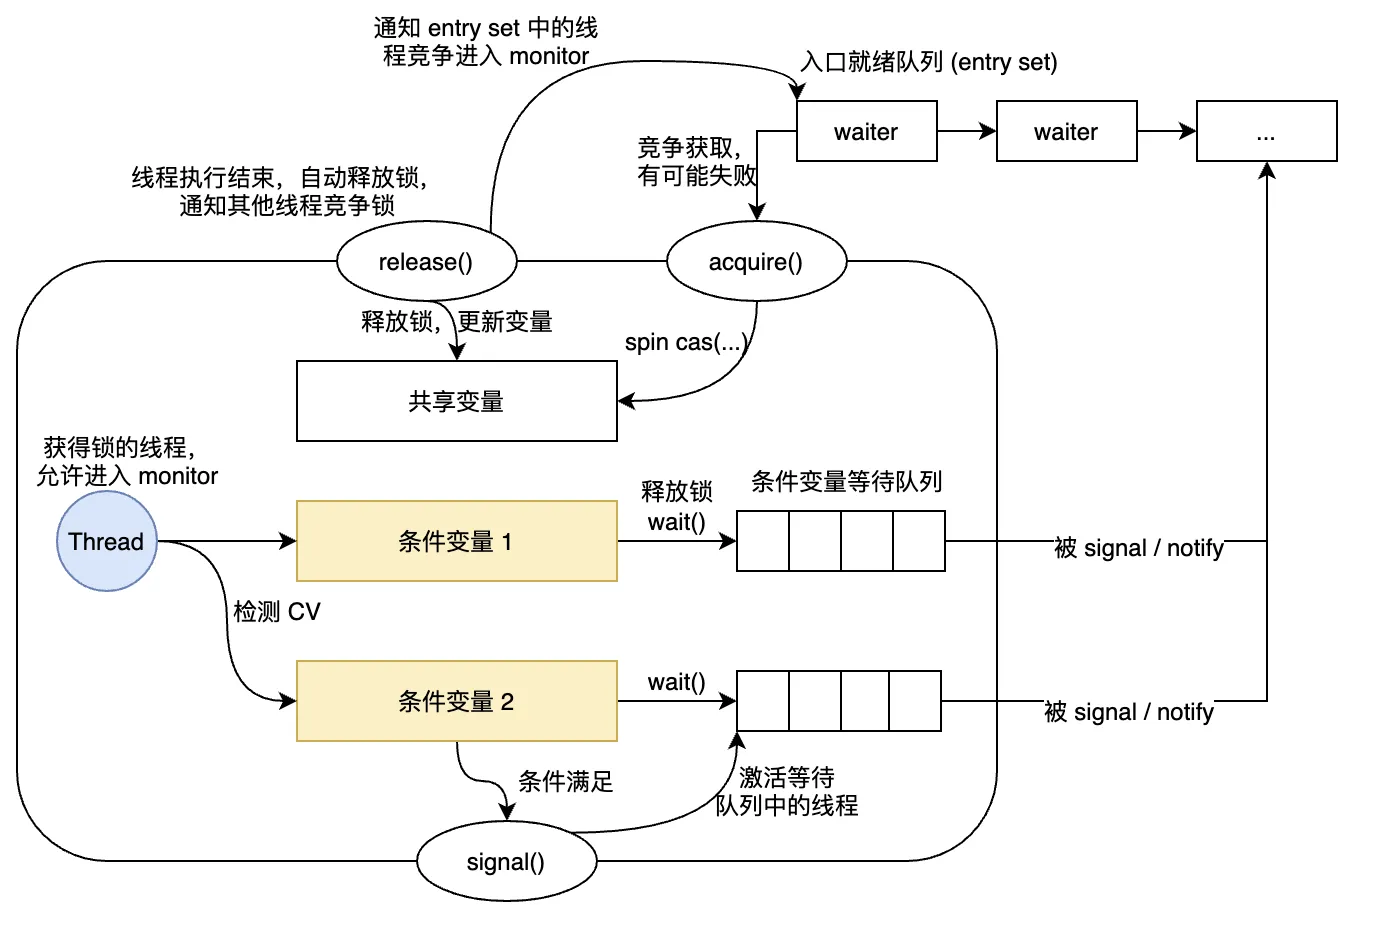 通知 entry set 中的线
程竞争进入 monitor
入口就绪队列 (entry set)
waiter
waiter
...
竞争获取，
有可能失败
线程执行结束，自动释放锁，
通知其他线程竞争锁
release()
acquire()
释放锁，更新变量
spin cas(...)
共享变量
获得锁的线程，
允许进入 monitor
Thread
条件变量 1
释放锁
wait()
条件变量等待队列
被 signal / notify
检测 CV
条件变量 2
wait()
被 signal / notify
条件满足
激活等待
队列中的线程
signal()